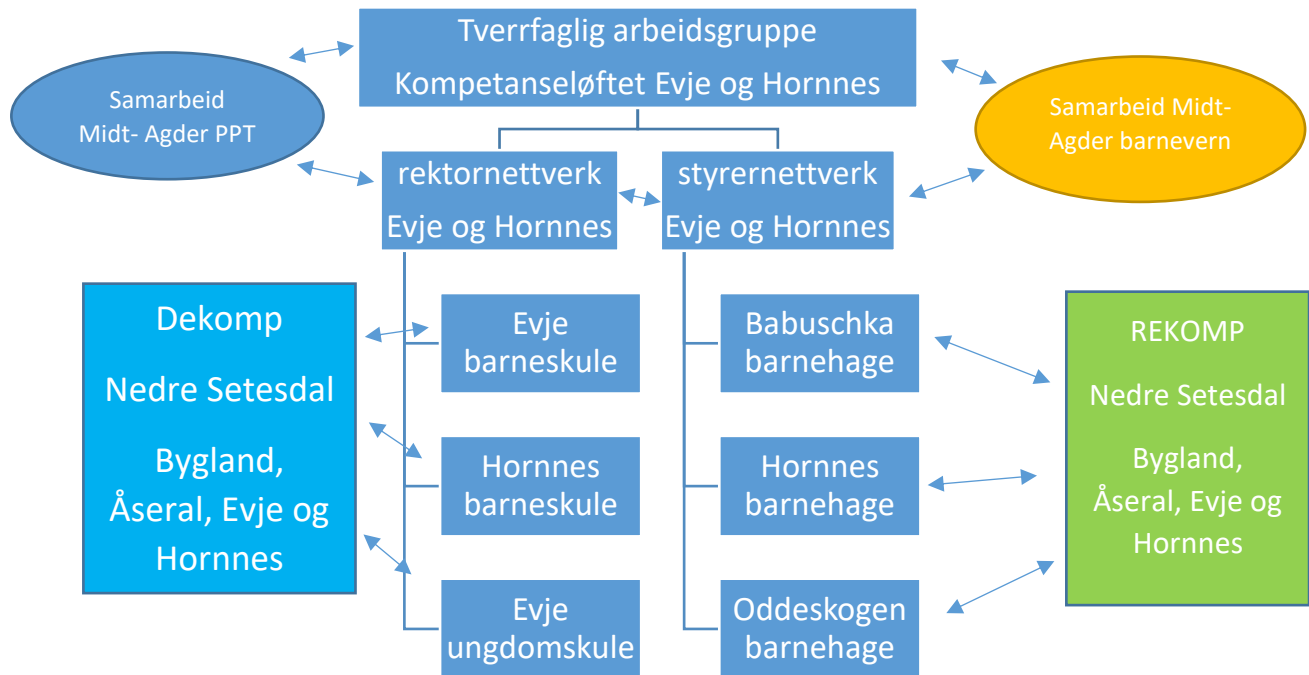 Tverrfaglig arbeidsgruppe
Kompetanseløftet Evje og Hornnes
Samarbeid
Midt- Agder PPT
Samarbeid Midt-
Agder barnevern
rektornettverk
Evje og Hornnes
styrernettverk
Evje og Hornnes
Dekomp
Nedre Setesdal
Bygland,
Åseral, Evje og
Hornnes
Evje
barneskule
Hornnes
barneskule
Evje
ungdomskule
Babuschka
barnehage
Hornnes
barnehage
Oddeskogen
barnehage
REKOMP
Nedre Setesdal
Bygland,
Åseral, Evje og
Hornnes